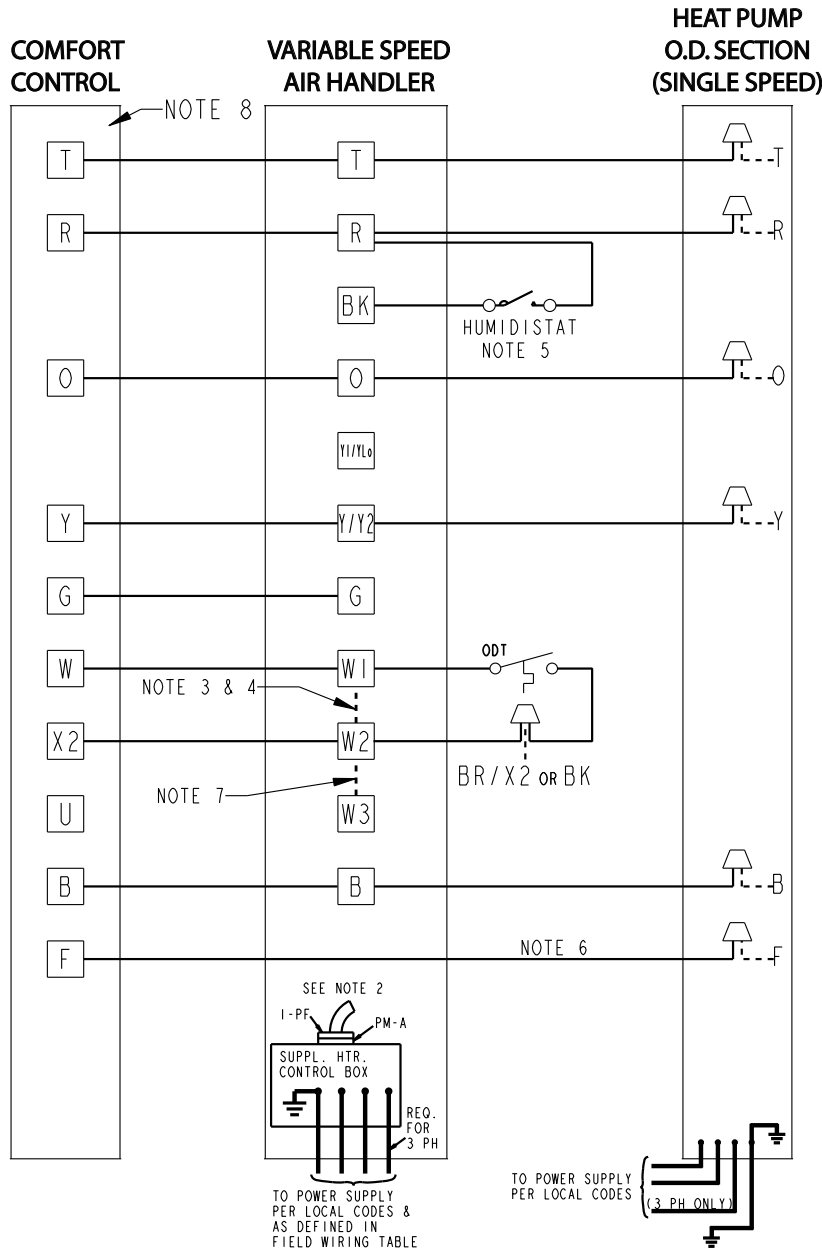 COMFORT
CONTROL
VARIABLE SPEED
AIR HANDLER
HEAT PUMP
O.D. SECTION
(SINGLE SPEED)
NOTE 8
T
T
T
R
R
R
BK
HUMIDISTAT
NOTE 5
O
O
O
Y1/YLo
Y
Y/Y2
Y
G
G
ODT
W
W1
NOTE 3 & 4
X2
W2
BR/X2 OR BK
NOTE 7
U
W3
B
B
B
F
NOTE 6
F
SEE NOTE 2
1-PF
PM-A
SUPPL. HTR.
CONTROL BOX
REQ.
FOR
3 PH
TO POWER SUPPLY
PER LOCAL CODES &
AS DEFINED IN
FIELD WIRING TABLE
TO POWER SUPPLY
PER LOCAL CODES
(3 PH ONLY)